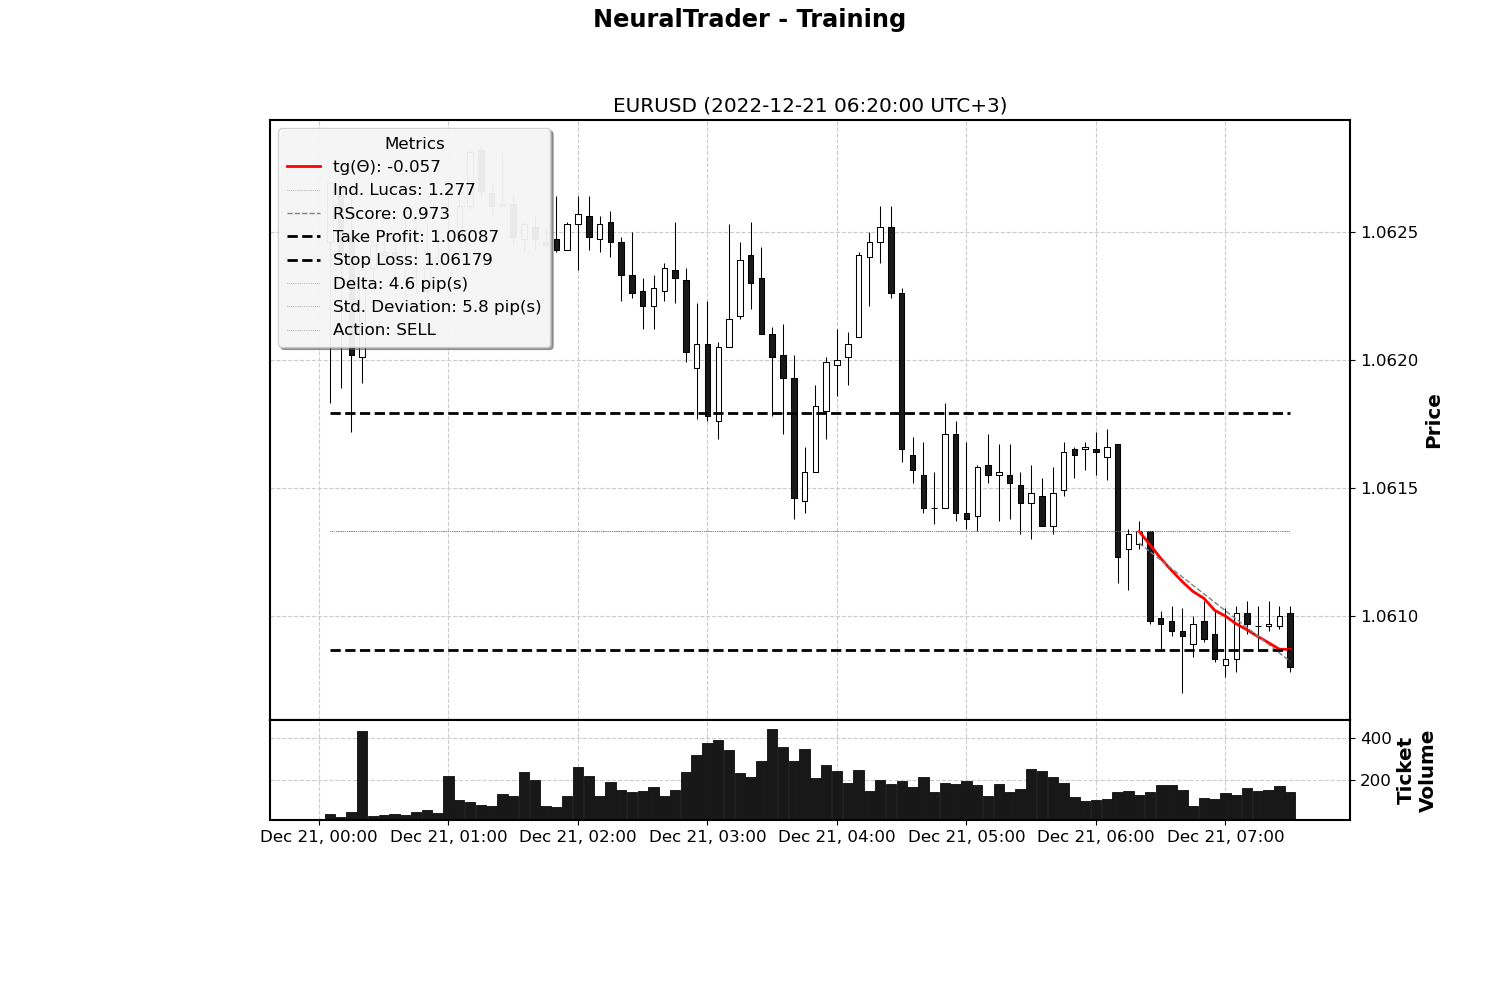 NeuralTrader - Training
EURUSD (2022-12-21 06:20:00 UTC+3)
Metrics
tg(Θ): -0.057
Ind. Lucas: 1.277
RScore: 0.973
Take Profit: 1.06087
Stop Loss: 1.06179
Delta: 4.6 pip(s)
Std. Deviation: 5.8 pip(s)
Action: SELL
1.0625
1.0620
1.0615
1.0610
Price
400
200
Ticket
Volume
Dec 21, 00:00 Dec 21, 01:00 Dec 21, 02:00 Dec 21, 03:00 Dec 21, 04:00 Dec 21, 05:00 Dec 21, 06:00 Dec 21, 07:00